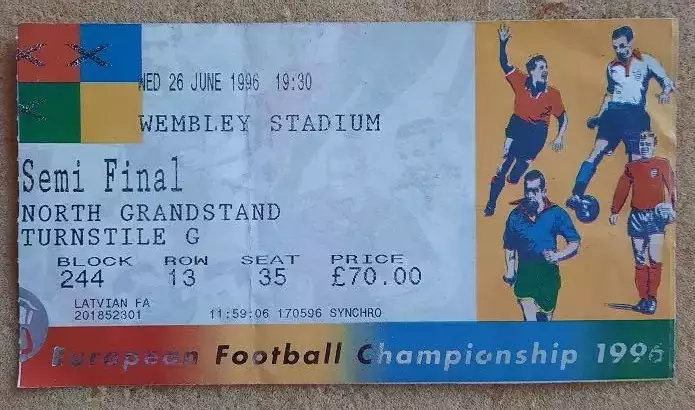 WED 26 JUNE 1996 19:30
WEMBLEY STADIUM
Semi Final
NORTH GRANDSTAND
TURNSTILE G
BLOCK ROW SEAT PRICE
244 13 35 £70.00
LATVIAN FA
201852301 11:59:06 170596 SYNCHRO
European Football Championship 1996